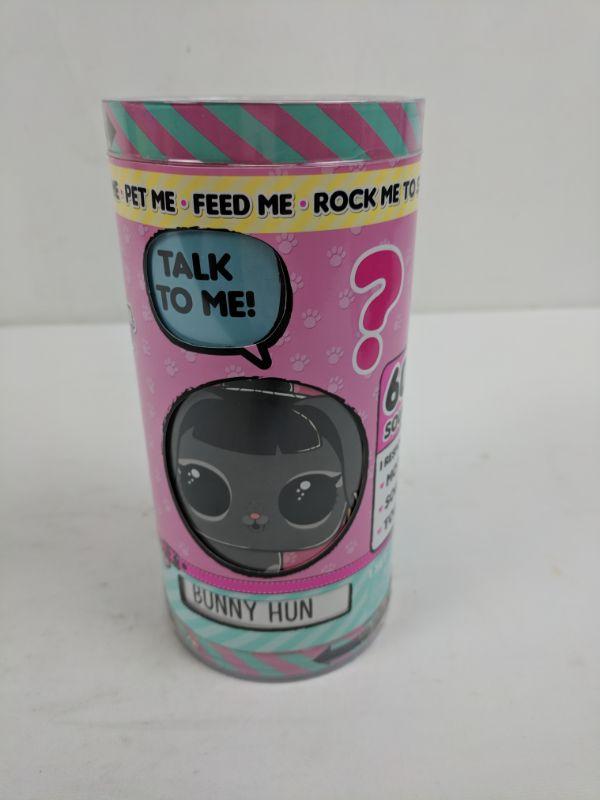 PET ME • FEED ME • ROCK ME TO
TALK
TO ME!
?
BUNNY HUN